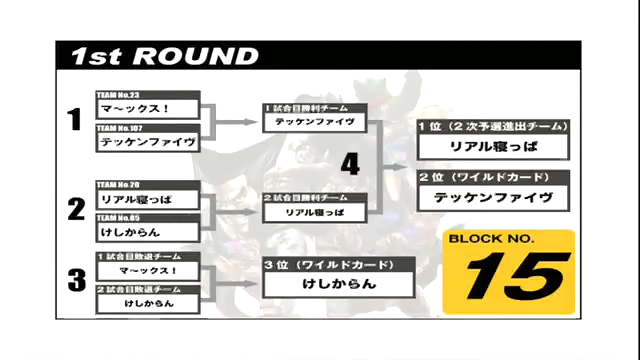 1st ROUND
1
TEAM No.23
マ～ックス！
TEAM No.107
テッケンファイヴ
1 試合目勝利チーム
テッケンファイヴ
2
TEAM No.70
リアル寝っぱ
TEAM No.85
けしからん
2 試合目勝利チーム
リアル寝っぱ
3
1 試合目敗退チーム
マ～ックス！
2 試合目敗退チーム
けしからん
3 位（ワイルドカード）
けしからん
4
1 位（2 次予選進出チーム）
リアル寝っぱ
2 位（ワイルドカード）
テッケンファイヴ
BLOCK NO.
15